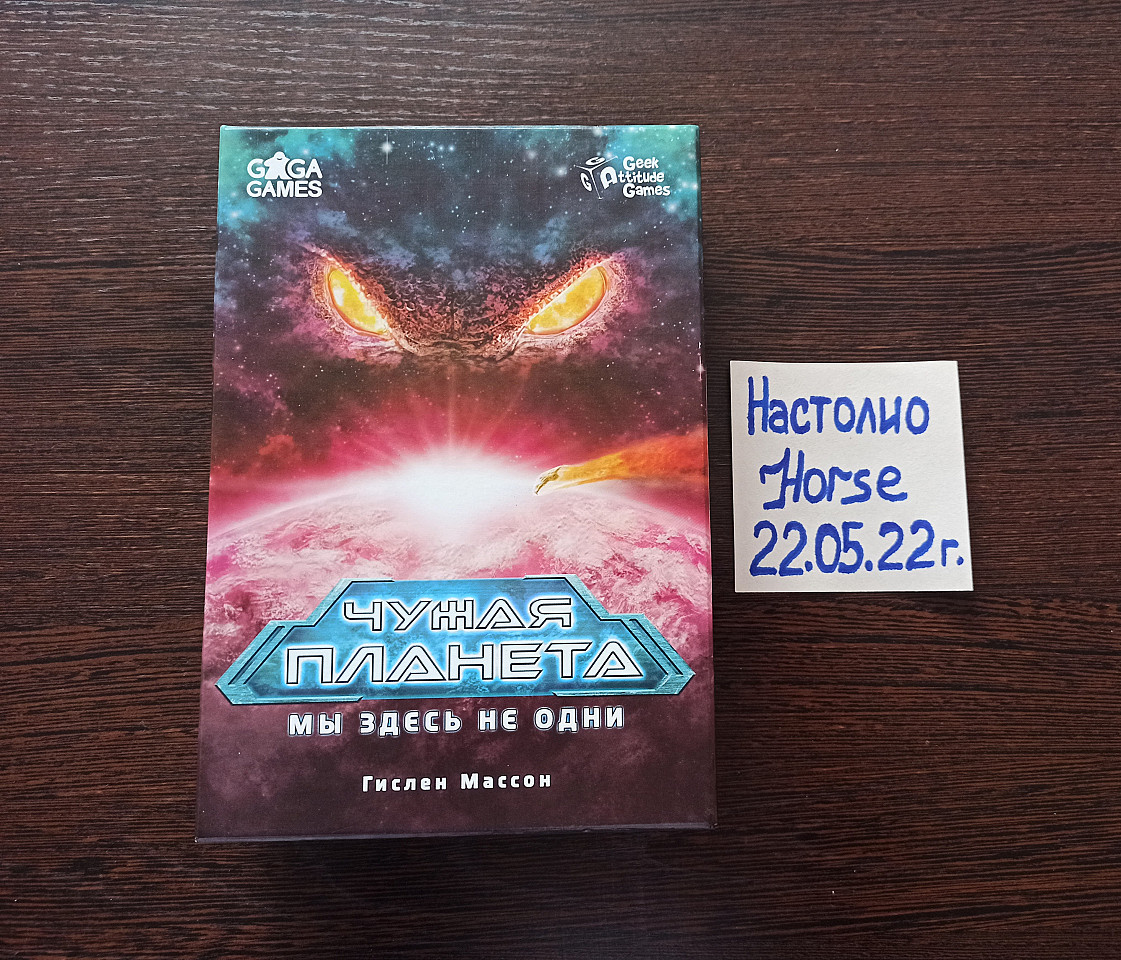 GAGA
GAMES
Geek
Attitude
Games
ЧУЖАЯ
ПЛАНЕТА
МЫ ЗДЕСЬ НЕ ОДНИ
Гислен Массон
Настолио
Horse
22.05.22г.